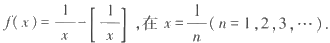 f(x) = 1/x - [1/x], 在 x = 1/n (n = 1, 2, 3, ⋯).